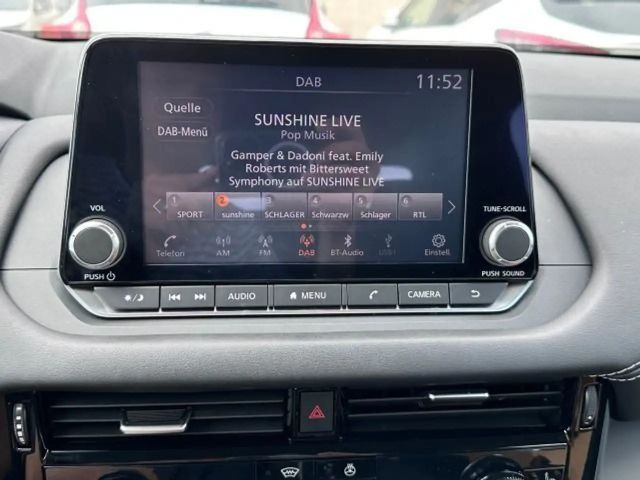 DAB
11:52
Quelle
DAB-Menü
SUNSHINE LIVE
Pop Musik
Gamper & Dadoni feat. Emily
Roberts mit Bittersweet
Symphony auf SUNSHINE LIVE
1 2 3 4 5 6
SPORT sunshine SCHLAGER Schwarzw Schlager RTL
Telefon AM FM DAB BT-Audio USB1 Einstell.
VOL
PUSH
TUNE-SCROLL
PUSH SOUND
AUDIO MENU CAMERA